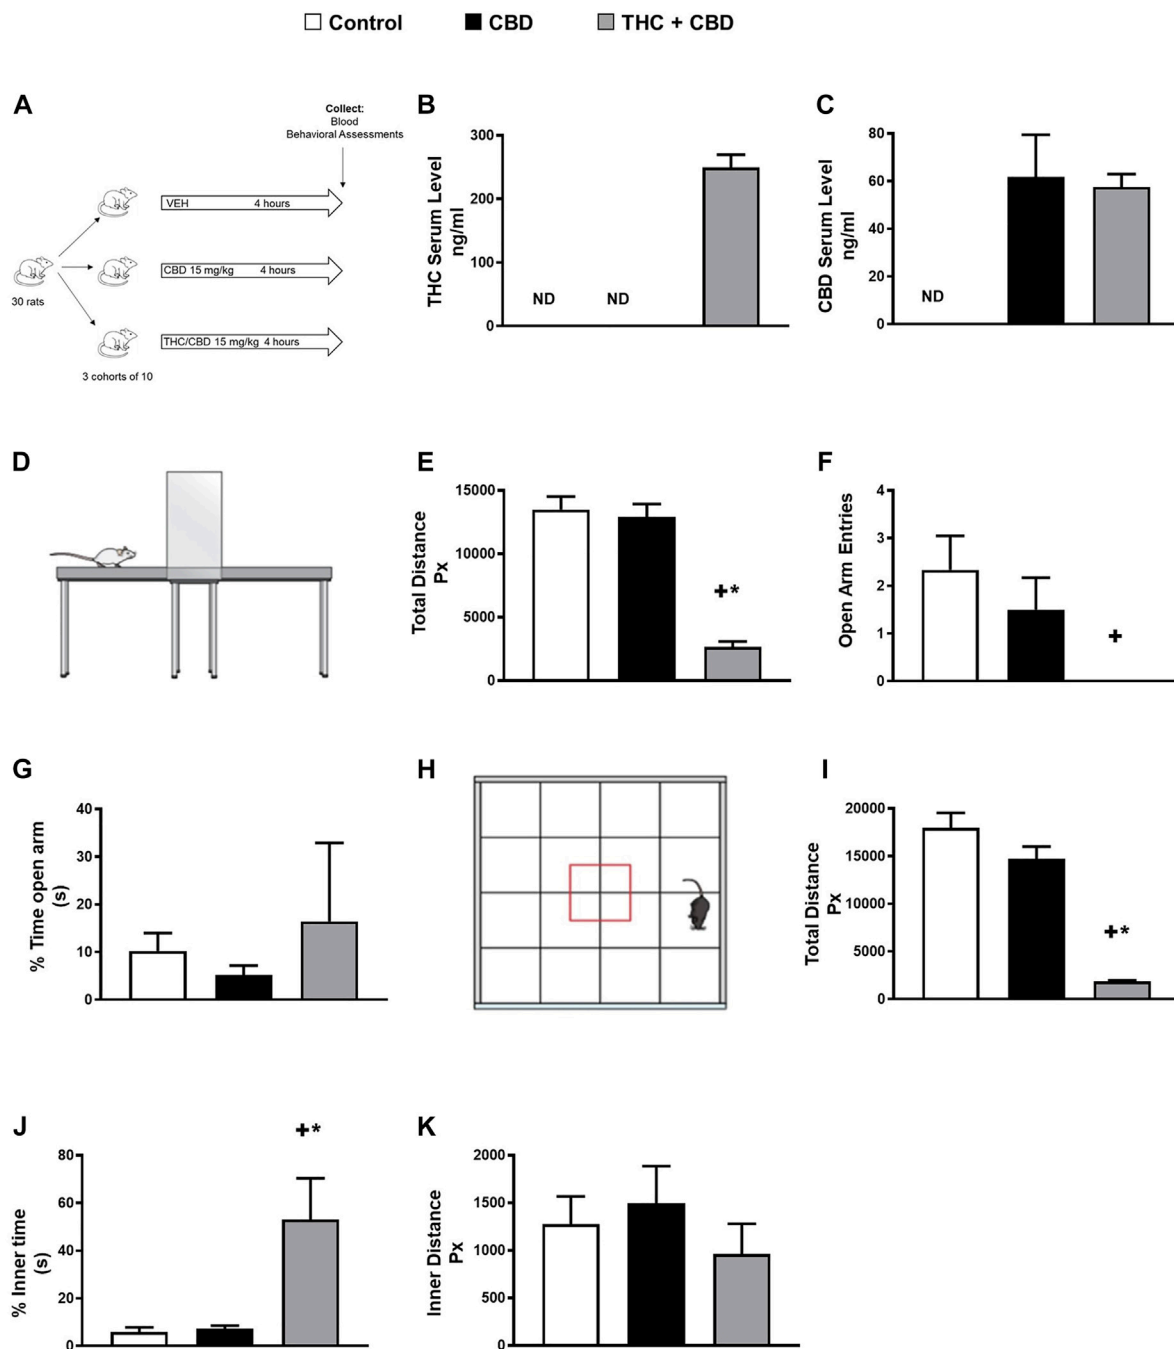 Control CBD THC + CBD
A
Collect:
Blood
Behavioral Assessments
VEH 4 hours
CBD 15 mg/kg 4 hours
30 rats
THC/CBD 15 mg/kg 4 hours
3 cohorts of 10
B
THC Serum Level
ng/ml
300
200
100
0
ND ND
C
CBD Serum Level
ng/ml
80
60
40
20
0
ND
D
E
Total Distance
Px
15000
10000
5000
0
+*
F
Open Arm Entries
4
3
2
1
0
+
G
% Time open arm
(s)
40
30
20
10
0
H
I
Total Distance
Px
20000
15000
10000
5000
0
+*
J
% Inner time
(s)
80
60
40
20
0
+*
K
Inner Distance
Px
2000
1500
1000
500
0